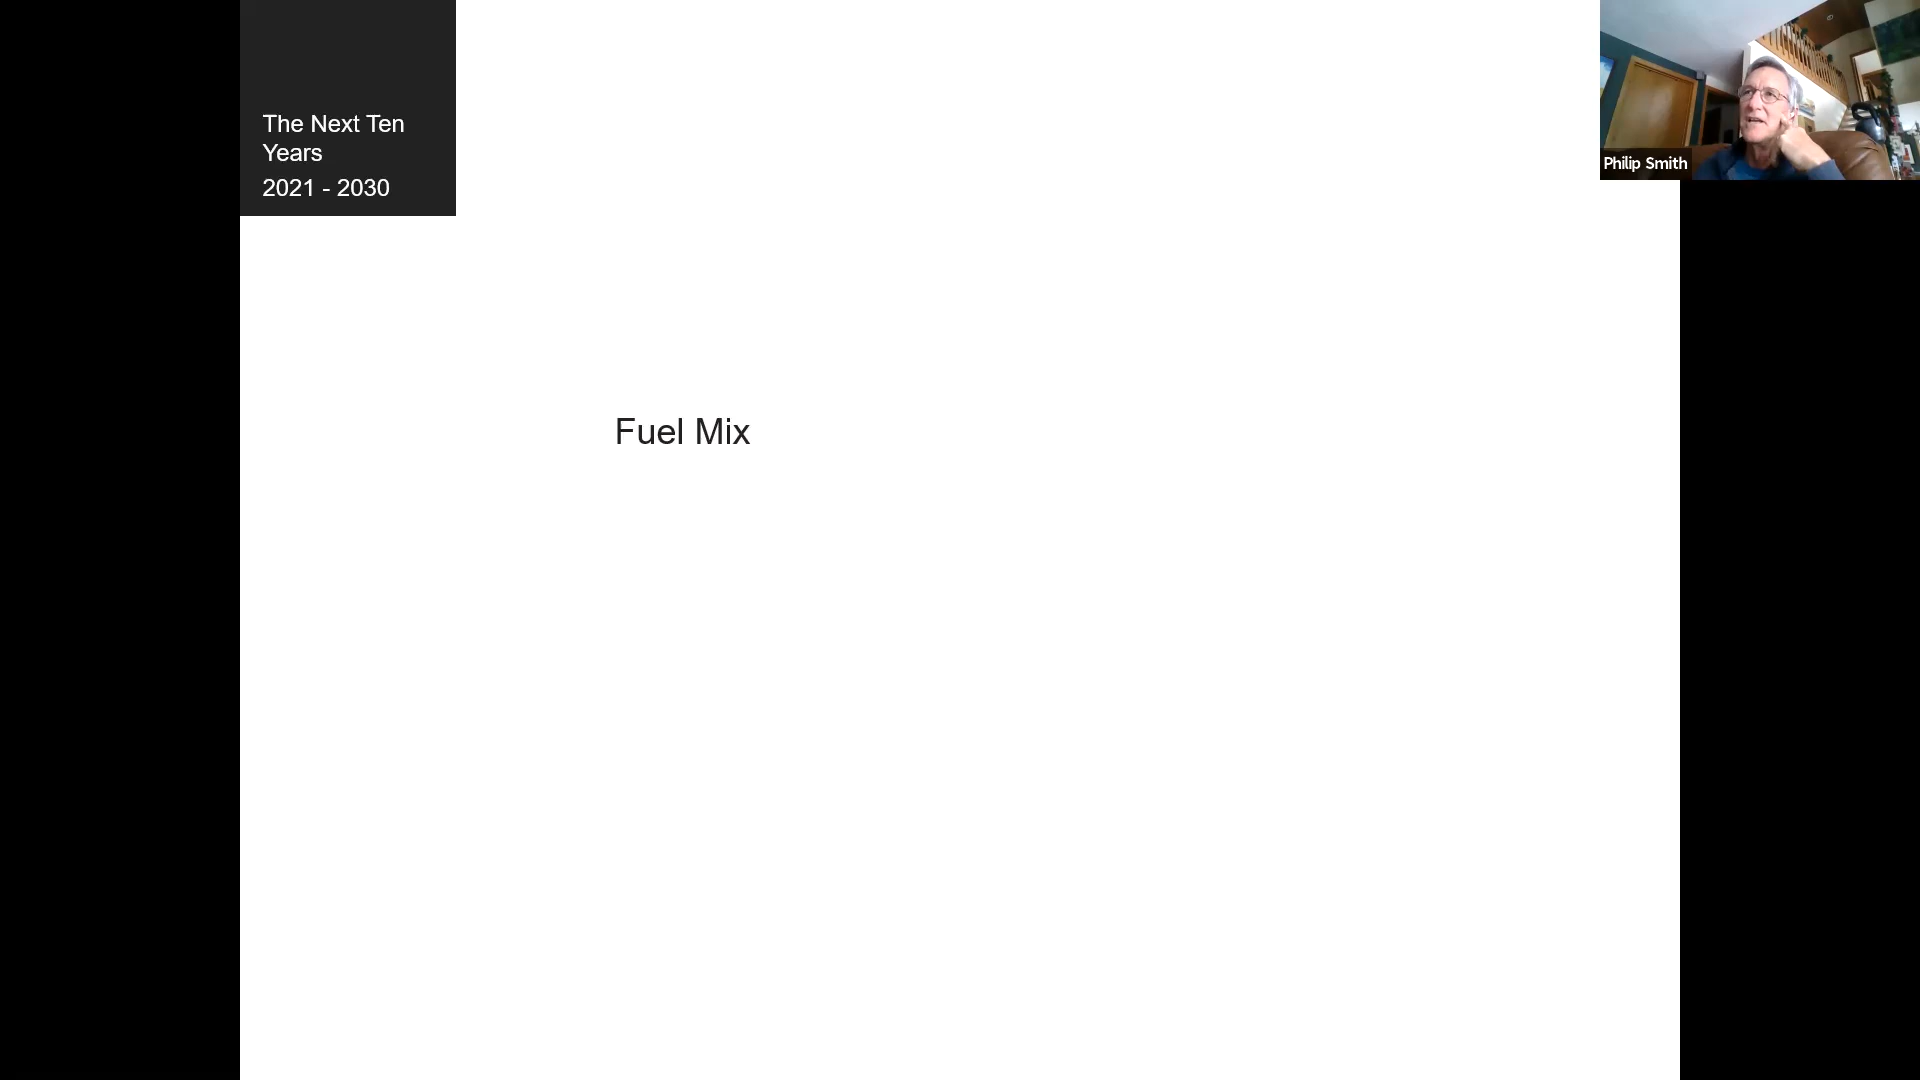 The Next Ten
Years
2021 - 2030
Philip Smith
Fuel Mix